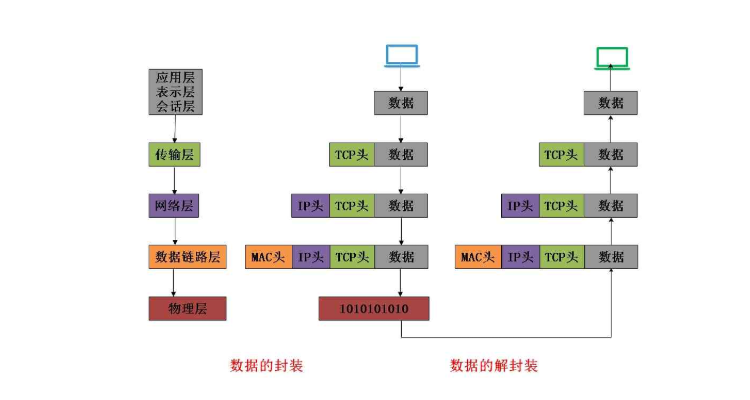 应用层
表示层
会话层
数据
数据
传输层
TCP头
数据
TCP头
数据
网络层
IP头
TCP头
数据
IP头
TCP头
数据
数据链路层
MAC头
IP头
TCP头
数据
MAC头
IP头
TCP头
数据
物理层
1010101010
数据的封装
数据的解封装